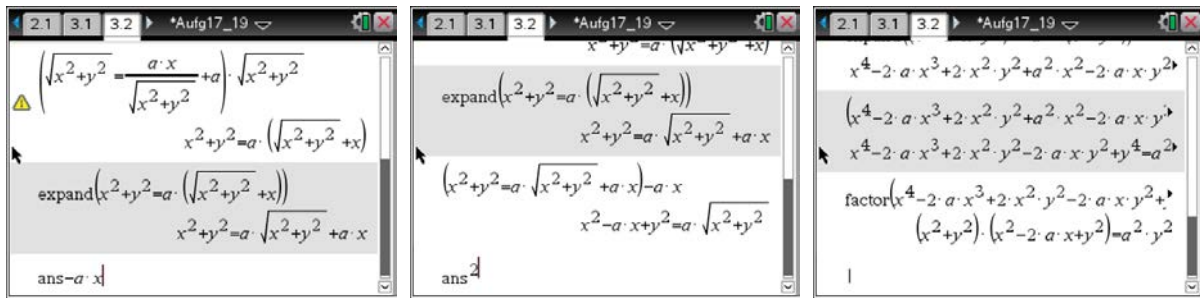 2.1 3.1 3.2 *Aufg17_19
(√(x²+y²) = (a·x)/√(x²+y²) + a)·√(x²+y²)
x²+y²=a·(√(x²+y²)+x)
expand(x²+y²=a·(√(x²+y²)+x))
x²+y²=a·√(x²+y²)+a·x
ans-a·x
2.1 3.1 3.2 *Aufg17_19
x²+y²=a·(√(x²+y²)+x)
expand(x²+y²=a·(√(x²+y²)+x))
x²+y²=a·√(x²+y²)+a·x
(x²+y²=a·√(x²+y²)+a·x)-a·x
x²-a·x+y²=a·√(x²+y²)
ans²
2.1 3.1 3.2 *Aufg17_19
x⁴-2·a·x³+2·x²·y²+a²·x²-2·a·x·y²
(x⁴-2·a·x³+2·x²·y²+a²·x²-2·a·x·y
x⁴-2·a·x³+2·x²·y²-2·a·x·y²+y⁴=a²
factor(x⁴-2·a·x³+2·x²·y²-2·a·x·y²+
(x²+y²)·(x²-2·a·x+y²)=a²·y²